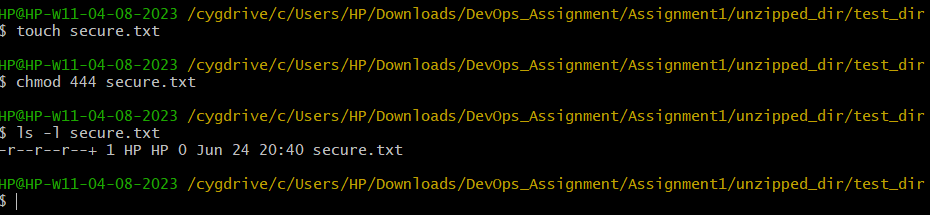 HP@HP-W11-04-08-2023 /cygdrive/c/Users/HP/Downloads/DevOps_Assignment/Assignment1/unzipped_dir/test_dir
$ touch secure.txt
HP@HP-W11-04-08-2023 /cygdrive/c/Users/HP/Downloads/DevOps_Assignment/Assignment1/unzipped_dir/test_dir
$ chmod 444 secure.txt
HP@HP-W11-04-08-2023 /cygdrive/c/Users/HP/Downloads/DevOps_Assignment/Assignment1/unzipped_dir/test_dir
$ ls -l secure.txt
-r--r--r--+ 1 HP HP 0 Jun 24 20:40 secure.txt
HP@HP-W11-04-08-2023 /cygdrive/c/Users/HP/Downloads/DevOps_Assignment/Assignment1/unzipped_dir/test_dir
$